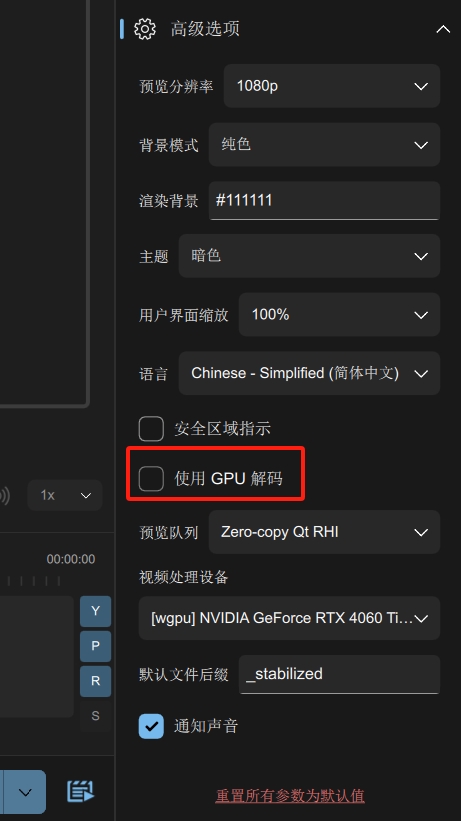 高级选项
预览分辨率 1080p
背景模式 纯色
渲染背景 #111111
主题 暗色
用户界面缩放 100%
语言 Chinese - Simplified (简体中文)
安全区域指示
1x
使用 GPU 解码
预览队列 Zero-copy Qt RHI
00:00:00
视频处理设备
Y
[wgpu] NVIDIA GeForce RTX 4060 Ti...
P
默认文件后缀 _stabilized
R
S
通知声音
重置所有参数为默认值